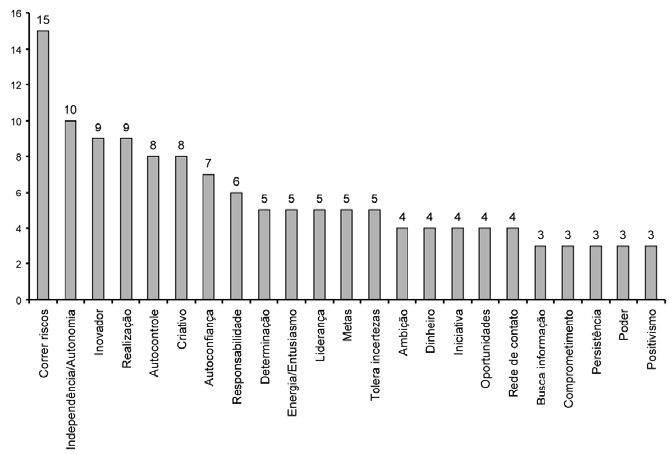 16
14
12
10
8
6
4
2
0
15
10
9
9
8
8
7
6
5
5
5
5
5
4
4
4
4
4
3
3
3
3
3
Correr riscos
Independência/Autonomia
Inovador
Realização
Autocontrole
Criativo
Autoconfiança
Responsabilidade
Determinação
Energia/Entusiasmo
Liderança
Metas
Tolera incertezas
Ambição
Dinheiro
Iniciativa
Oportunidades
Rede de contato
Busca informação
Comprometimento
Persistência
Poder
Positivismo